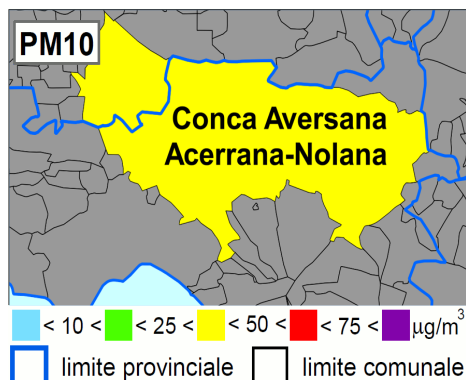 PM10
Conca Aversana
Acerrana-Nolana
< 10 < < 25 < < 50 < < 75 < µg/m³
limite provinciale limite comunale